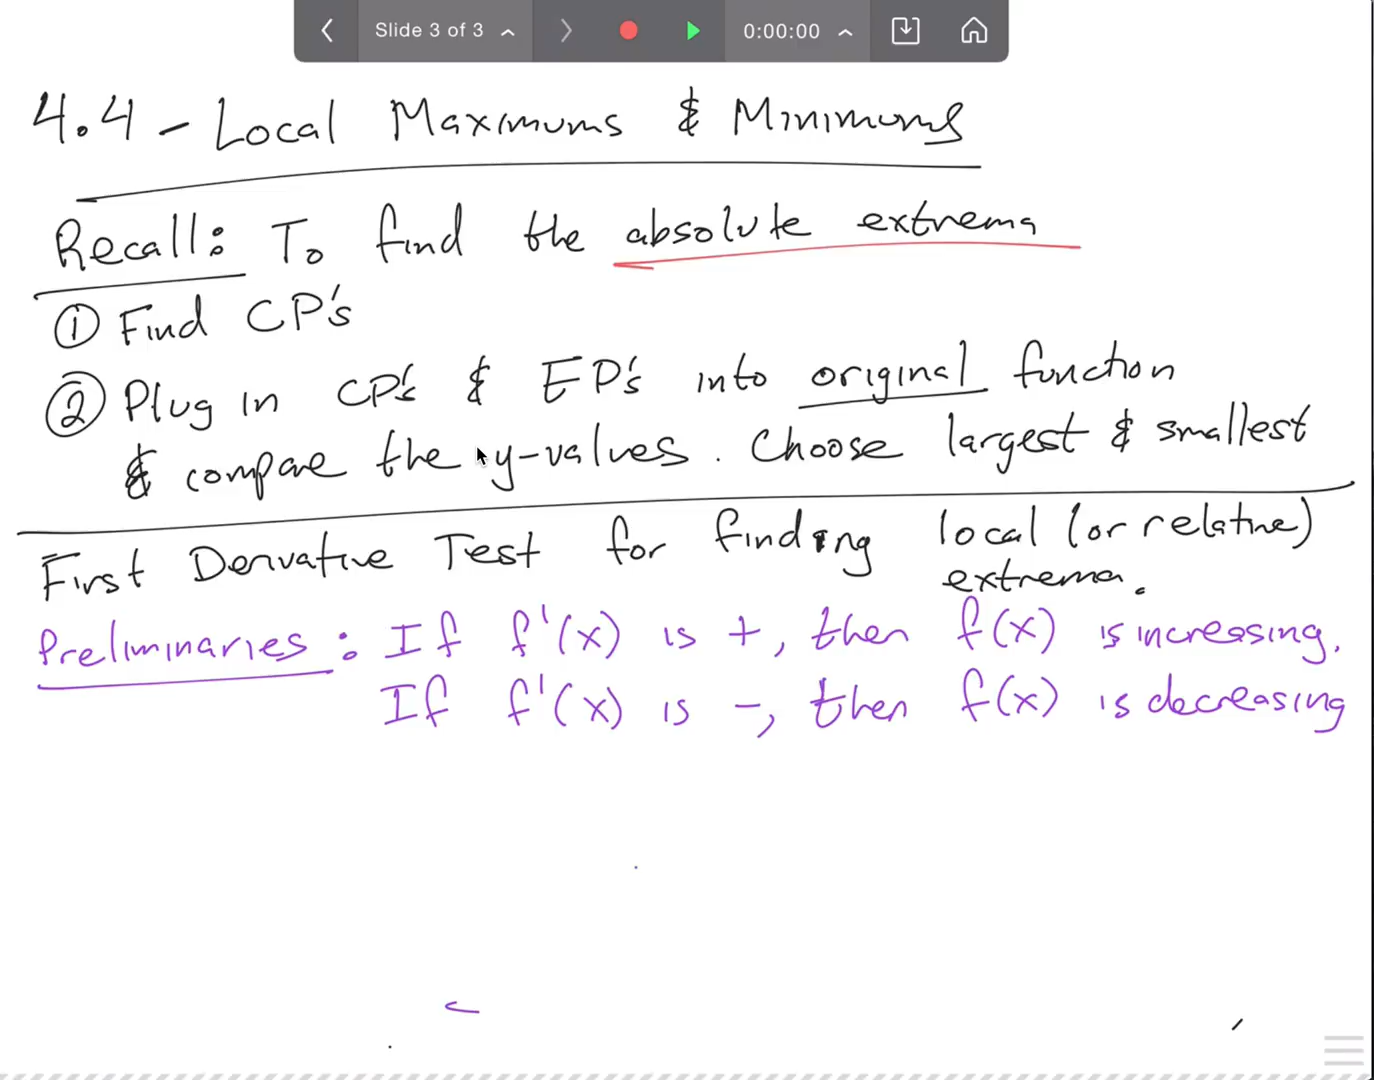 Slide 3 of 3 0:00:00
4.4 - Local Maximums & Minimums
Recall: To find the absolute extrema
① Find CP's
② Plug in CP's & EP's into original function
& compare the y-values. Choose largest & smallest
First Derivative Test for finding local (or relative)
extrema.
Preliminaries: If f'(x) is +, then f(x) is increasing.
If f'(x) is -, then f(x) is decreasing